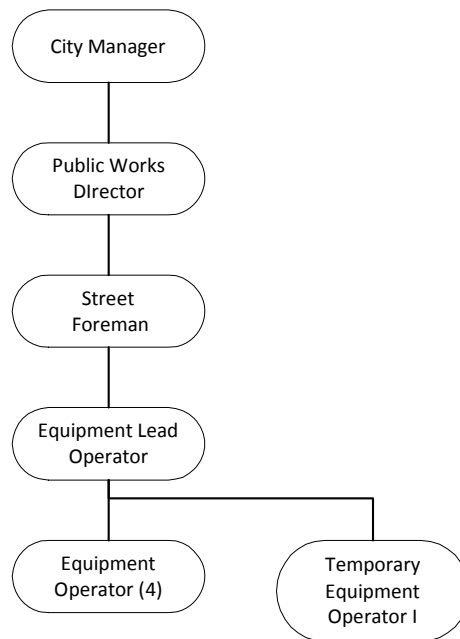 City Manager
Public Works
DIrector
Street
Foreman
Equipment Lead
Operator
Equipment
Operator (4)
Temporary
Equipment
Operator I